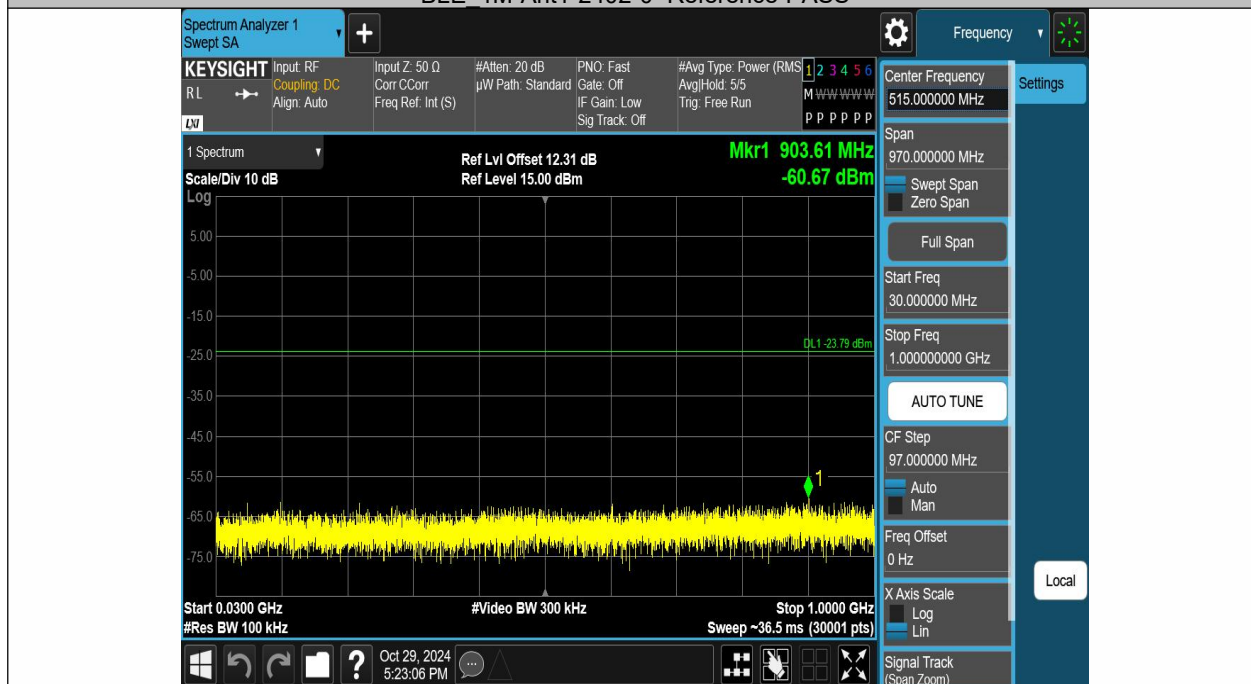 Spectrum Analyzer 1
Swept SA
+
Frequency
KEYSIGHT
RL
LXI
Input: RF
Coupling: DC
Align: Auto
Input Z: 50 Ω
Corr CCorr
Freq Ref: Int (S)
#Atten: 20 dB
µW Path: Standard
PNO: Fast
Gate: Off
IF Gain: Low
Sig Track: Off
#Avg Type: Power (RMS
Avg|Hold: 5/5
Trig: Free Run
1 2 3 4 5 6
M W W W W W
P P P P P P
1 Spectrum
Scale/Div 10 dB
Log
Ref Lvl Offset 12.31 dB
Ref Level 15.00 dBm
Mkr1 903.61 MHz
-60.67 dBm
5.00
-5.00
-15.0
DL1 -23.79 dBm
-25.0
-35.0
-45.0
-55.0
1
-65.0
-75.0
Start 0.0300 GHz
#Video BW 300 kHz
Stop 1.0000 GHz
#Res BW 100 kHz
Sweep ~36.5 ms (30001 pts)
?
Oct 29, 2024
5:23:06 PM
Center Frequency
515.000000 MHz
Settings
Span
970.000000 MHz
Swept Span
Zero Span
Full Span
Start Freq
30.000000 MHz
Stop Freq
1.000000000 GHz
AUTO TUNE
CF Step
97.000000 MHz
Auto
Man
Freq Offset
0 Hz
X Axis Scale
Log
Lin
Local
Signal Track
(Span Zoom)